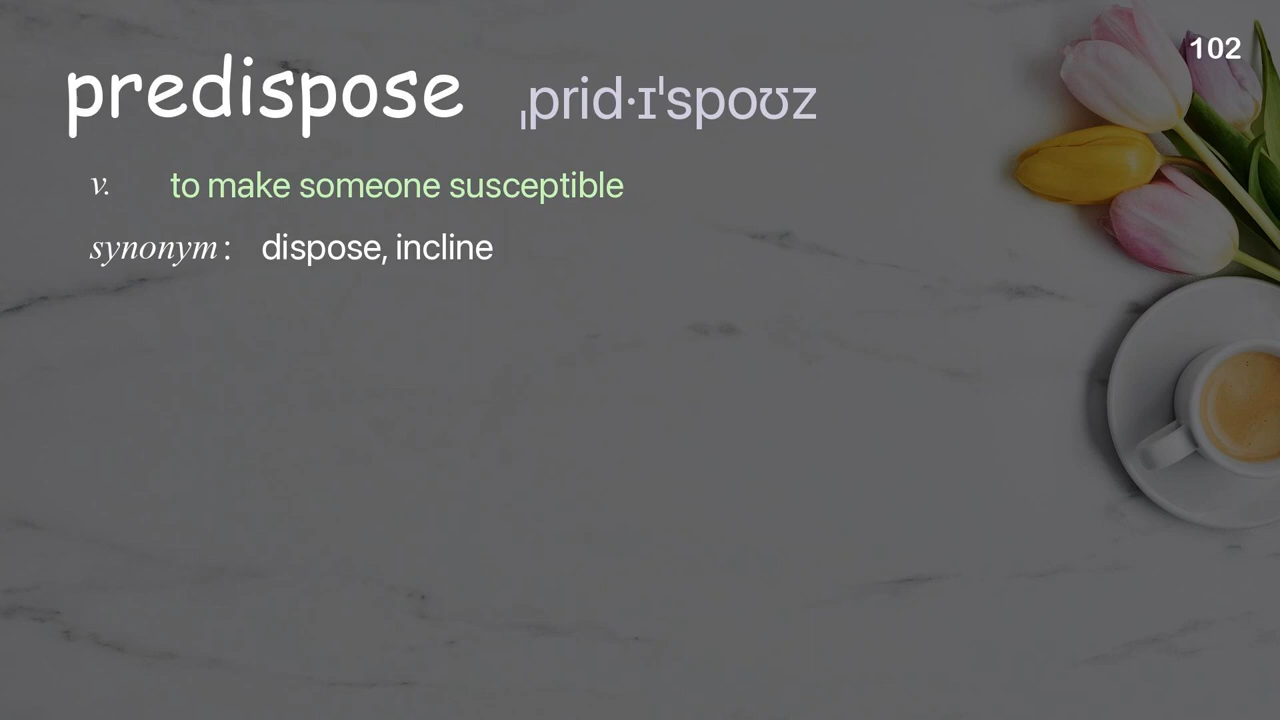 102
predispose ˌprid·ɪˈspoʊz
v. to make someone susceptible
synonym: dispose, incline